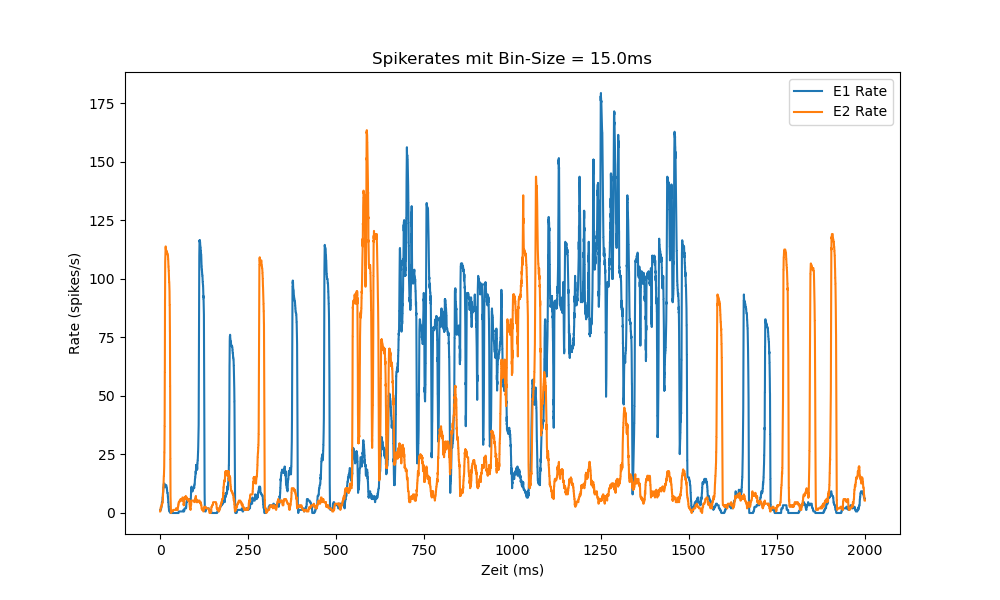 Spikerates mit Bin-Size = 15.0ms
E1 Rate
E2 Rate
175
150
125
100
75
50
25
0
Rate (spikes/s)
0 250 500 750 1000 1250 1500 1750 2000
Zeit (ms)